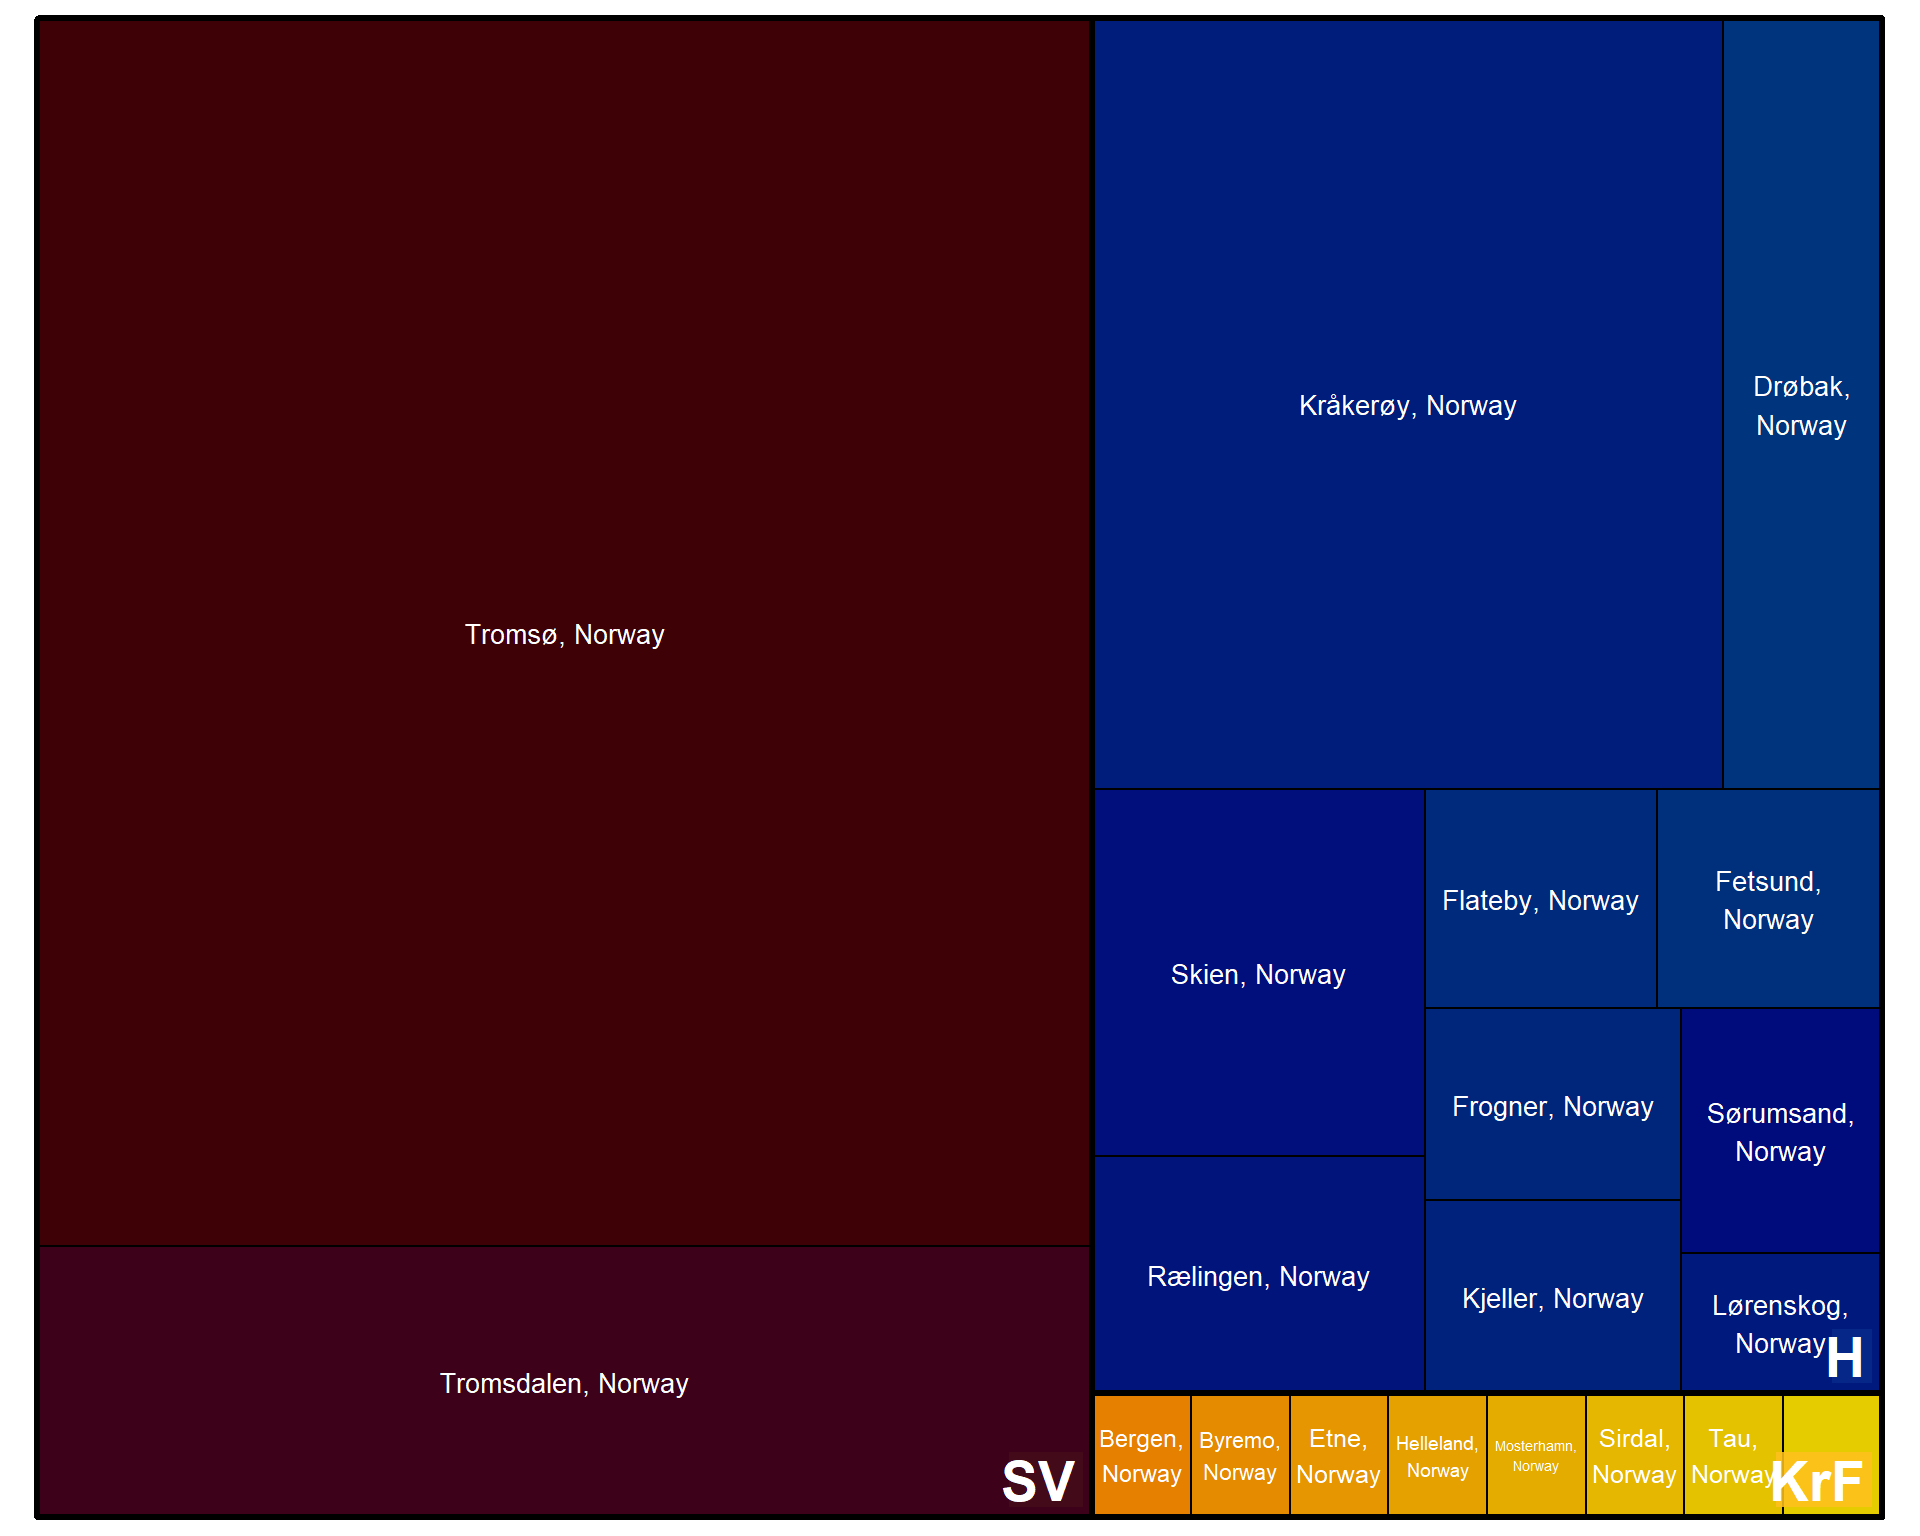 Tromsø, Norway
Tromsdalen, Norway
SV
Kråkerøy, Norway
Drøbak,
Norway
Skien, Norway
Rælingen, Norway
Flateby, Norway
Fetsund,
Norway
Frogner, Norway
Kjeller, Norway
Sørumsand,
Norway
Lørenskog,
Norway
H
Bergen,
Norway
Byremo,
Norway
Etne,
Norway
Helleland,
Norway
Mosterhamn,
Norway
Sirdal,
Norway
Tau,
Norway
KrF